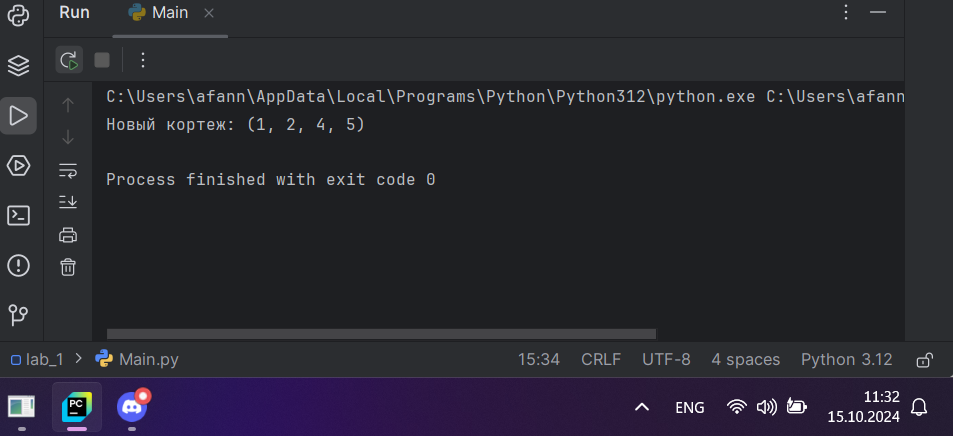 Run Main
C:\Users\afann\AppData\Local\Programs\Python\Python312\python.exe C:\Users\afann
Новый кортеж: (1, 2, 4, 5)
Process finished with exit code 0
lab_1 > Main.py 15:34 CRLF UTF-8 4 spaces Python 3.12
PC ENG 11:32
15.10.2024